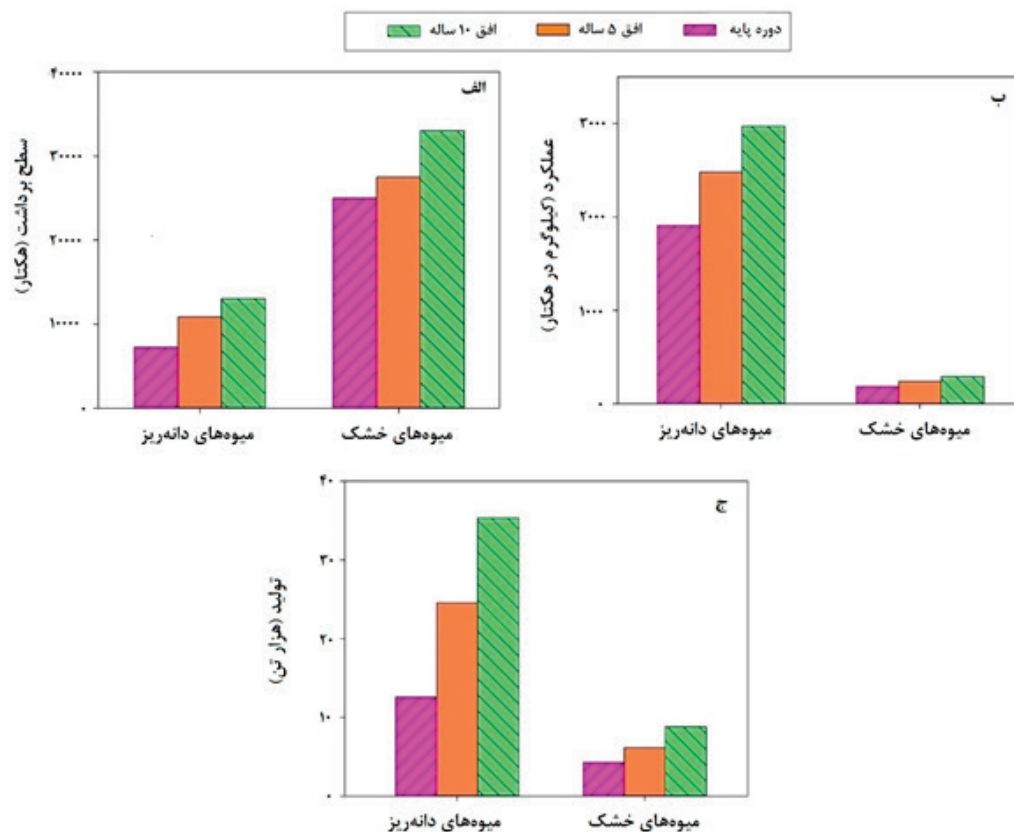 دوره پایه افق ۵ ساله افق ۱۰ ساله
الف
سطح برداشت (هکتار)
۴۰۰۰۰
۳۰۰۰۰
۲۰۰۰۰
۱۰۰۰۰
۰
میوه‌های دانه‌ریز میوه‌های خشک
ب
عملکرد (کیلوگرم در هکتار)
۳۰۰۰
۲۰۰۰
۱۰۰۰
۰
میوه‌های دانه‌ریز میوه‌های خشک
ج
تولید (هزار تن)
۴۰
۳۰
۲۰
۱۰
۰
میوه‌های دانه‌ریز میوه‌های خشک